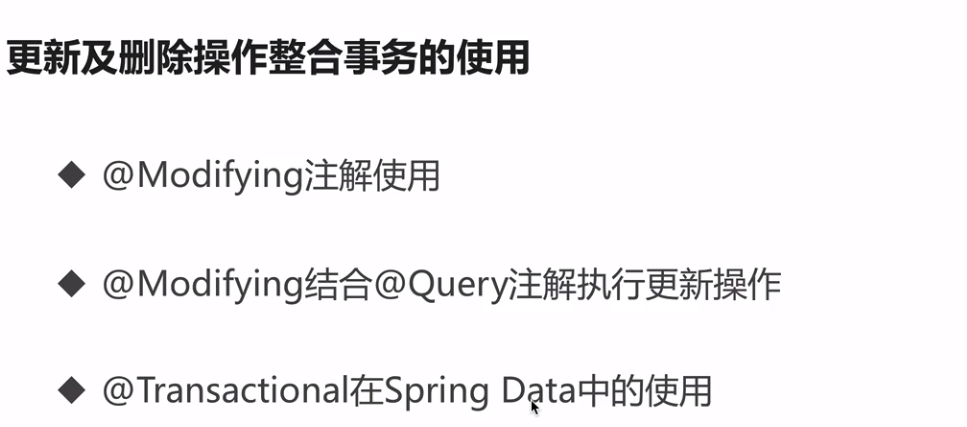 更新及删除操作整合事务的使用
◆ @Modifying注解使用
◆ @Modifying结合@Query注解执行更新操作
◆ @Transactional在Spring Data中的使用